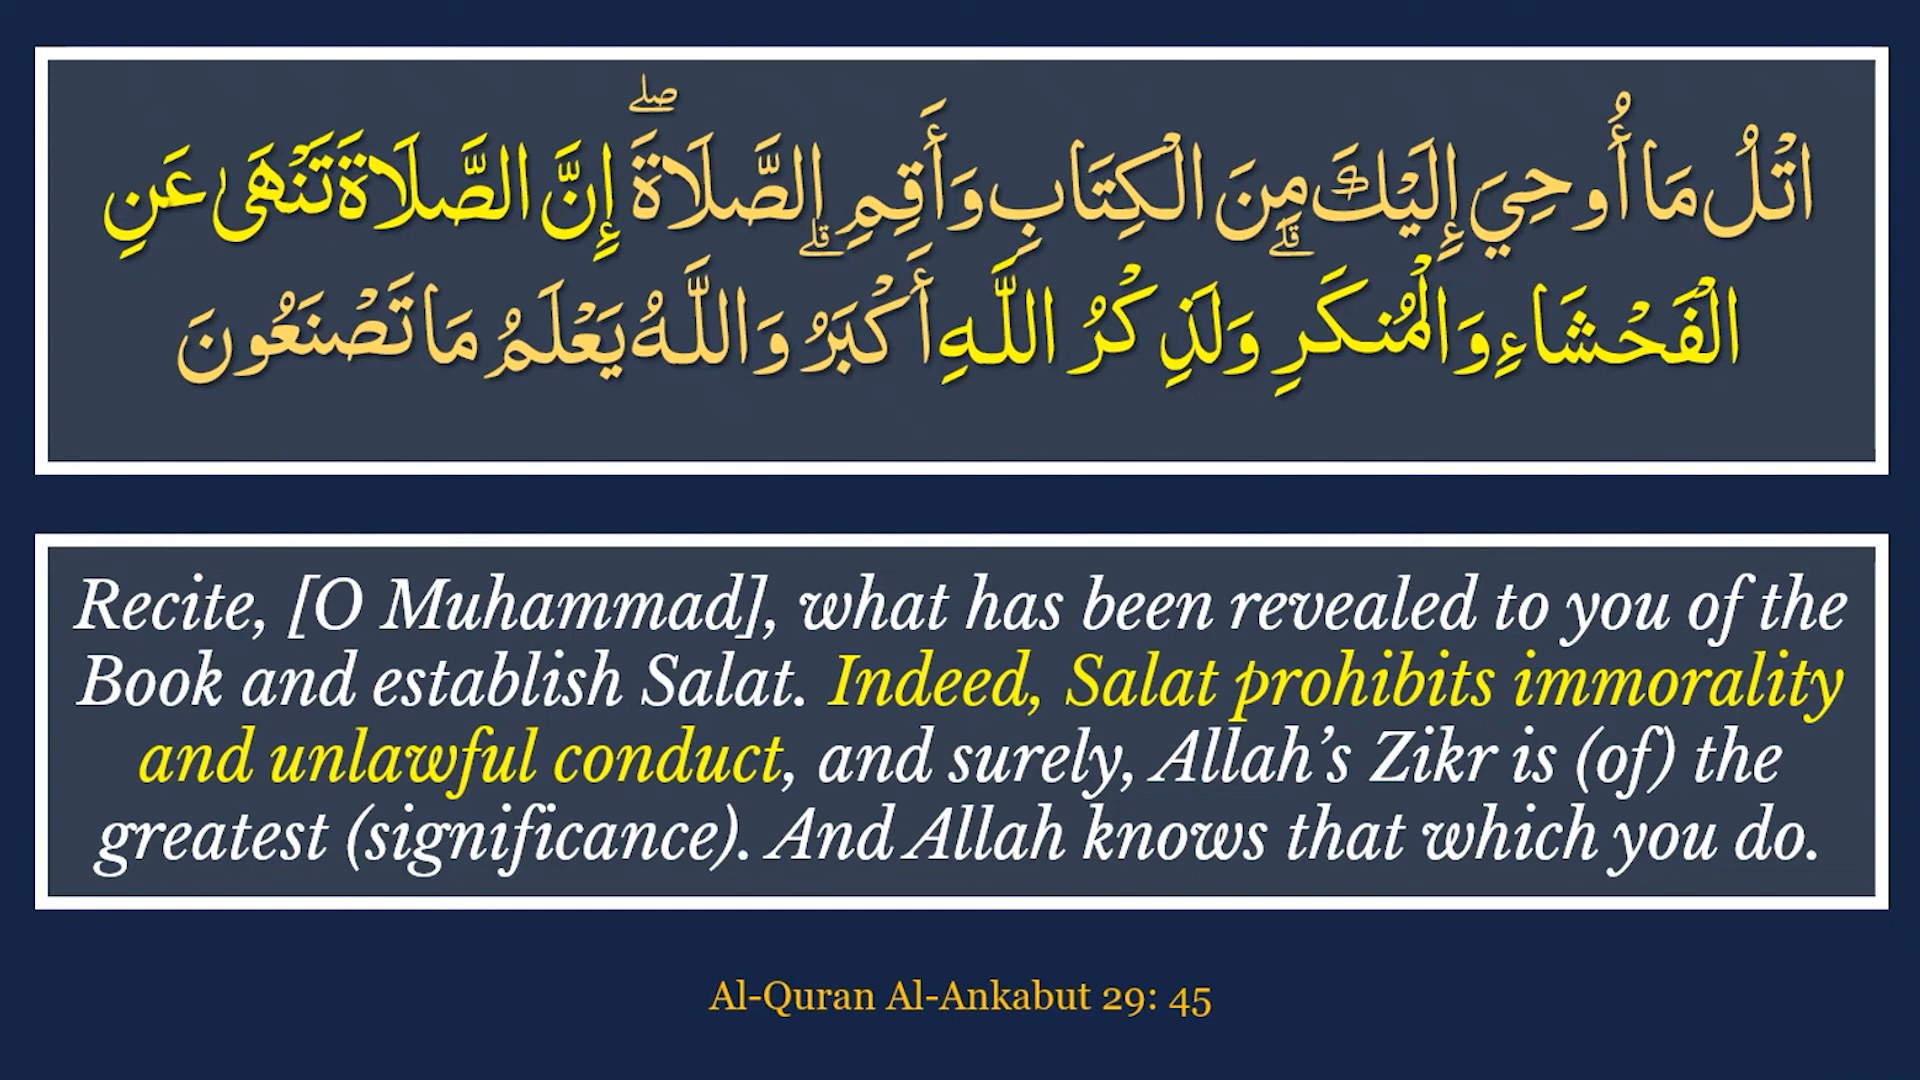 اتْلُ مَا أُوحِيَ إِلَيْكَ مِنَ الْكِتَابِ وَأَقِمِ الصَّلَاةَ ۖ إِنَّ الصَّلَاةَ تَنْهَىٰ عَنِ
الْفَحْشَاءِ وَالْمُنكَرِ ۗ وَلَذِكْرُ اللَّهِ أَكْبَرُ ۗ وَاللَّهُ يَعْلَمُ مَا تَصْنَعُونَ
Recite, [O Muhammad], what has been revealed to you of the
Book and establish Salat. Indeed, Salat prohibits immorality
and unlawful conduct, and surely, Allah’s Zikr is (of) the
greatest (significance). And Allah knows that which you do.
Al-Quran Al-Ankabut 29: 45